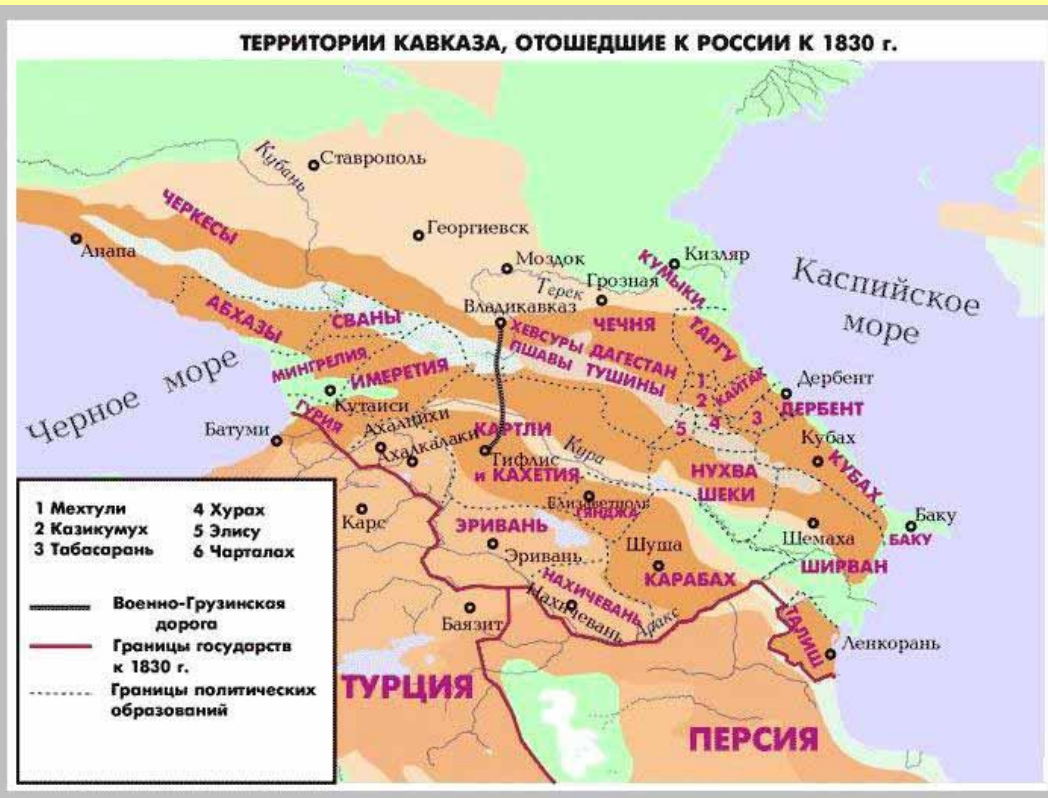 ТЕРРИТОРИИ КАВКАЗА, ОТОШЕДШИЕ К РОССИИ К 1830 г.
Кубань
Ставрополь
ЧЕРКЕСЫ
Георгиевск
Анапа
Моздок
Терек
Грозная
КУМЫКИ
Кизляр
Каспийское
море
Владикавказ
АБХАЗЫ
СВАНЫ
ЧЕЧНЯ
ТАРГУ
ХЕВСУРЫ ДАГЕСТАН
ПШАВЫ ТУШИНЫ
МИНГРЕЛИЯ
ИМЕРЕТИЯ
Черное море
1
2
КАЙТАК
3
4
5
Дербент
ДЕРБЕНТ
Кутаиси
ГУРИЯ
Батуми
Ахалцихи
Ахалкалаки
КАРТЛИ
Тифлис
и КАХЕТИЯ
Кура
Кубах
КУБАХ
НУХВА
ШЕКИ
Елизаветполь
ГЯНДЖА
Карс
ЭРИВАНЬ
Эривань
Шуша
КАРАБАХ
Шемаха
Баку
БАКУ
ШИРВАН
НАХИЧЕВАНЬ
Нахичевань
Аракс
Баязит
ТАЛИШ
Ленкорань
ТУРЦИЯ
ПЕРСИЯ
1 Мехтули
2 Казикумух
3 Табасарань
4 Хурах
5 Элису
6 Чарталах
Военно-Грузинская
дорога
Границы государств
к 1830 г.
Границы политических
образований